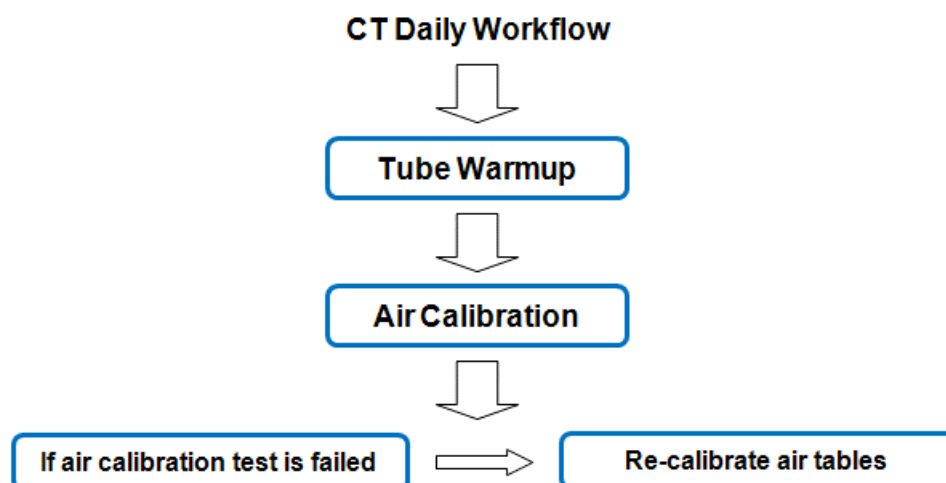 CT Daily Workflow
Tube Warmup
Air Calibration
If air calibration test is failed
Re-calibrate air tables